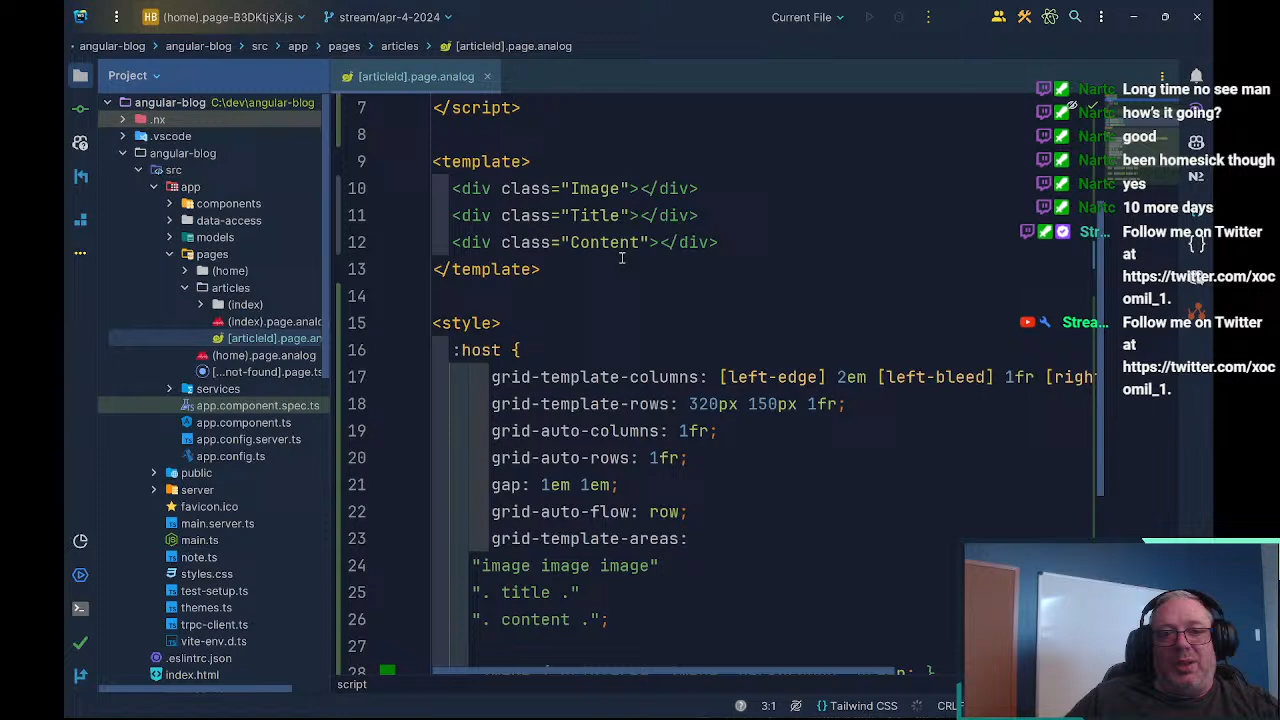 HB (home).page-B3DKtjsX.js
stream/apr-4-2024
Current File
angular-blog
angular-blog
src
app
pages
articles
[articleId].page.analog
Project
[articleId].page.analog
angular-blog C:\dev\angular-blog
.nx
.vscode
angular-blog
src
app
components
data-access
models
pages
(home)
articles
(index)
(index).page.analo
[articleId].page.an
(home).page.analog
[...not-found].page.ts
services
app.component.spec.ts
app.component.ts
app.config.server.ts
app.config.ts
public
server
favicon.ico
main.server.ts
main.ts
note.ts
styles.css
test-setup.ts
themes.ts
trpc-client.ts
vite-env.d.ts
.eslintrc.json
index.html
7 </script>
8
9 <template>
10 <div class="Image"></div>
11 <div class="Title"></div>
12 <div class="Content"></div>
13 </template>
14
15 <style>
16 :host {
17 grid-template-columns: [left-edge] 2em [left-bleed] 1fr [righ
18 grid-template-rows: 320px 150px 1fr;
19 grid-auto-columns: 1fr;
20 grid-auto-rows: 1fr;
21 gap: 1em 1em;
22 grid-auto-flow: row;
23 grid-template-areas:
24 "image image image"
25 ". title ."
26 ". content .";
27
28
script
Nartc Long time no see man
Nartc how's it going?
Nartc good
Nartc been homesick though
Nartc yes
Nartc 10 more days
Str... Follow me on Twitter
at
https://twitter.com/xoc
omil_1.
Strea... Follow me on Twitter
at
https://twitter.com/xoc
omil_1.
3:1
{} Tailwind CSS
CRLF